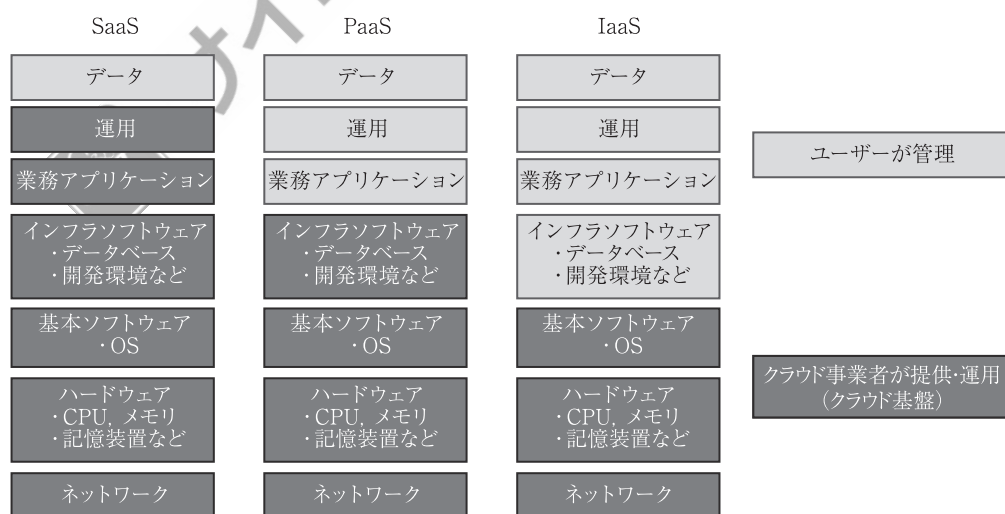 SaaS
PaaS
IaaS
データ
データ
データ
運用
運用
運用
ユーザーが管理
業務アプリケーション
業務アプリケーション
業務アプリケーション
インフラソフトウェア
・データベース
・開発環境など
インフラソフトウェア
・データベース
・開発環境など
インフラソフトウェア
・データベース
・開発環境など
基本ソフトウェア
・OS
基本ソフトウェア
・OS
基本ソフトウェア
・OS
クラウド事業者が提供・運用
(クラウド基盤)
ハードウェア
・CPU, メモリ
・記憶装置など
ハードウェア
・CPU, メモリ
・記憶装置など
ハードウェア
・CPU, メモリ
・記憶装置など
ネットワーク
ネットワーク
ネットワーク